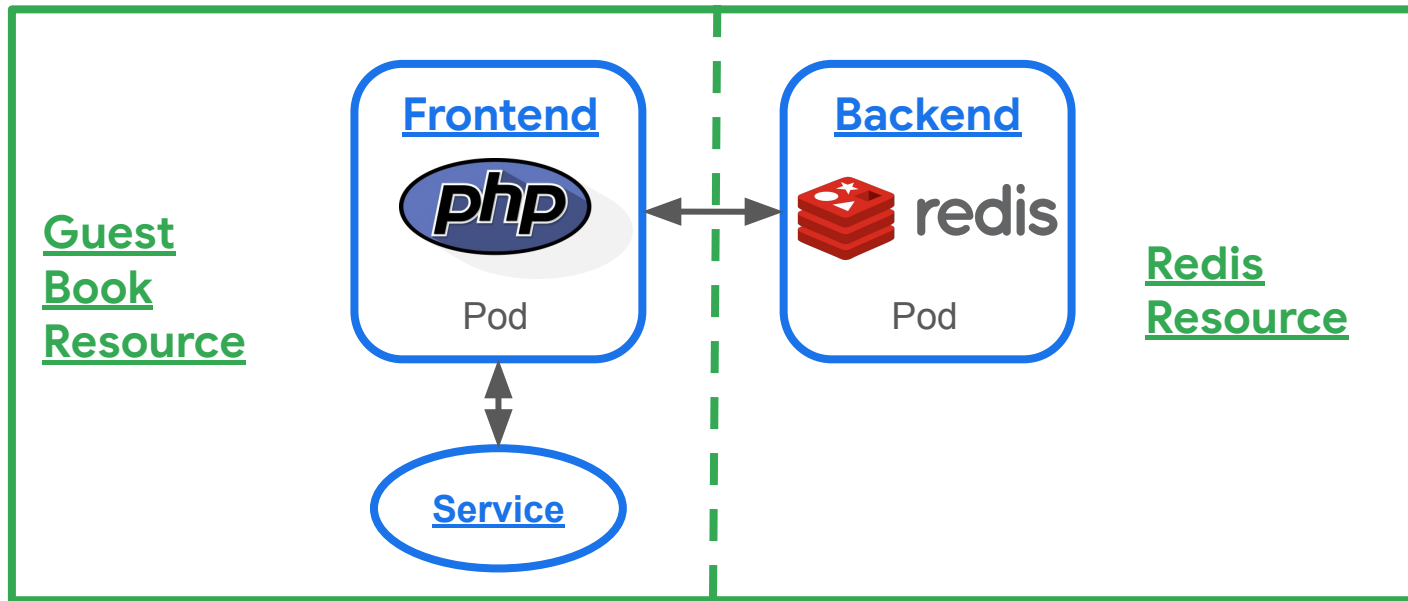 Frontend
php
Pod
Backend
redis
Pod
Guest
Book
Resource
Redis
Resource
Service